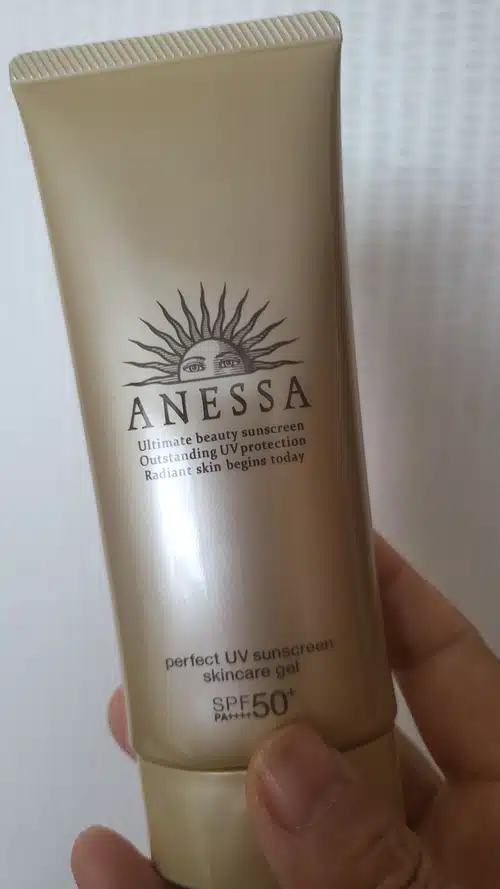 ANESSA
Ultimate beauty sunscreen
Outstanding UV protection
Radiant skin begins today
perfect UV sunscreen
skincare gel
SPF50+
PA++++